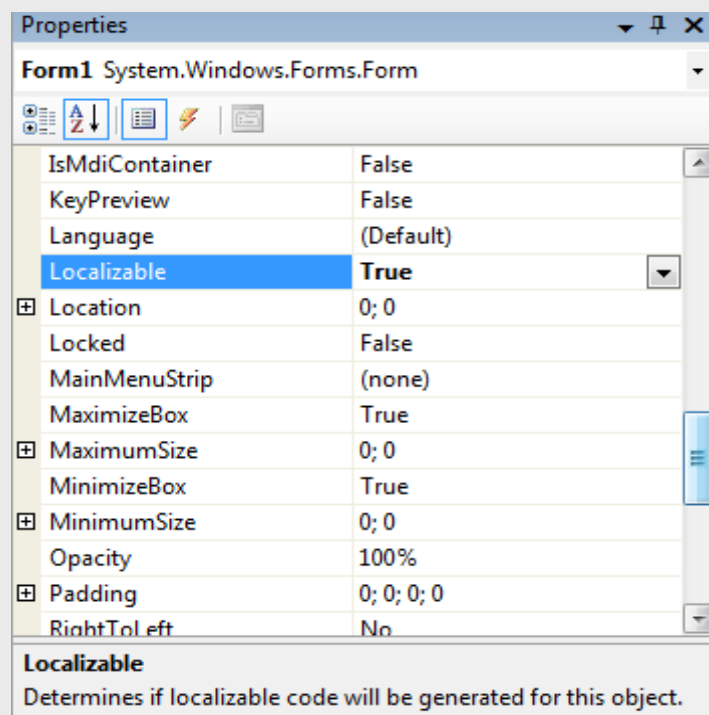 Properties
Form1 System.Windows.Forms.Form
IsMdiContainer False
KeyPreview False
Language (Default)
Localizable True
Location 0; 0
Locked False
MainMenuStrip (none)
MaximizeBox True
MaximumSize 0; 0
MinimizeBox True
MinimumSize 0; 0
Opacity 100%
Padding 0; 0; 0; 0
RightToLeft No
Localizable
Determines if localizable code will be generated for this object.